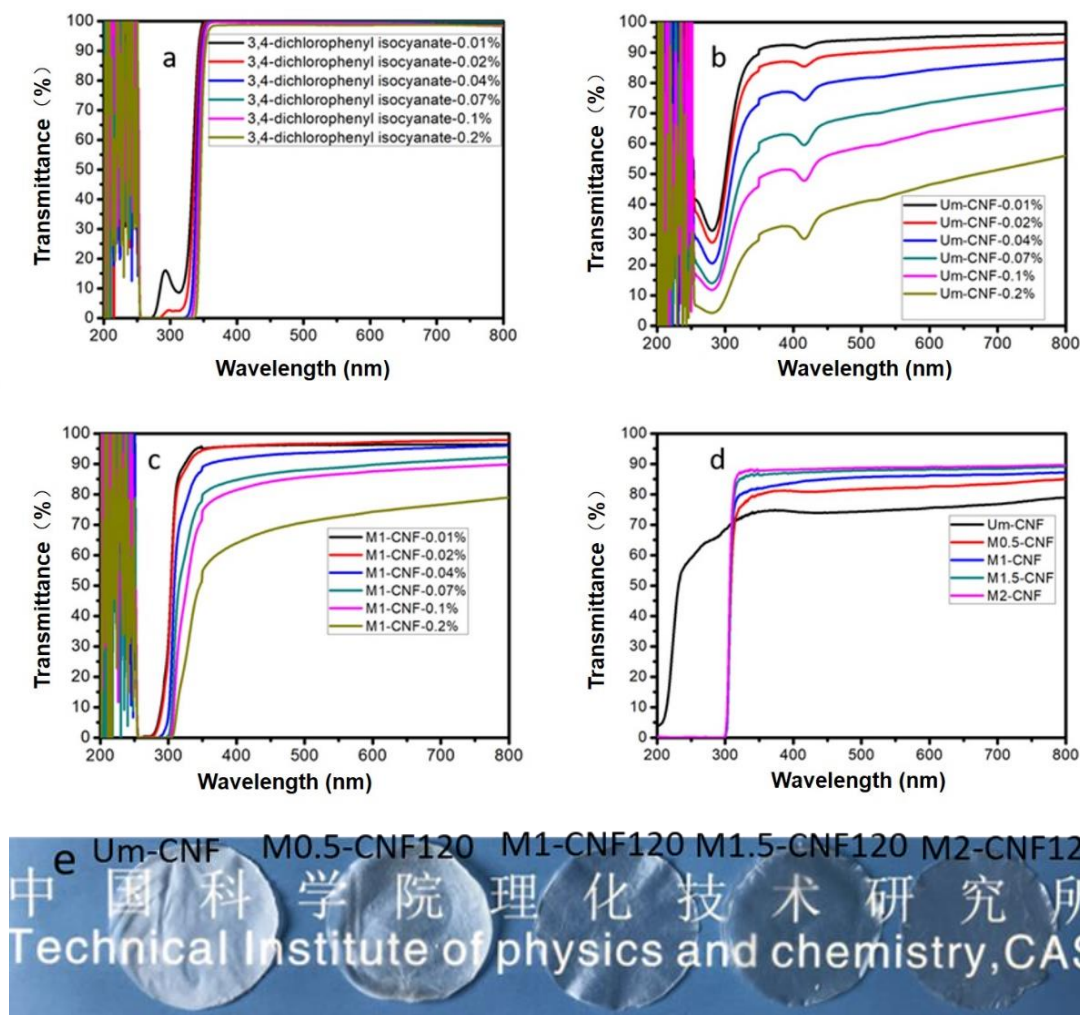 a
3,4-dichlorophenyl isocyanate-0.01%
3,4-dichlorophenyl isocyanate-0.02%
3,4-dichlorophenyl isocyanate-0.04%
3,4-dichlorophenyl isocyanate-0.07%
3,4-dichlorophenyl isocyanate-0.1%
3,4-dichlorophenyl isocyanate-0.2%
Transmittance（%）
100
90
80
70
60
50
40
30
20
10
0
200 300 400 500 600 700 800
Wavelength (nm)
b
Um-CNF-0.01%
Um-CNF-0.02%
Um-CNF-0.04%
Um-CNF-0.07%
Um-CNF-0.1%
Um-CNF-0.2%
Transmittance（%）
100
90
80
70
60
50
40
30
20
10
0
200 300 400 500 600 700 800
Wavelength (nm)
c
M1-CNF-0.01%
M1-CNF-0.02%
M1-CNF-0.04%
M1-CNF-0.07%
M1-CNF-0.1%
M1-CNF-0.2%
Transmittance（%）
100
90
80
70
60
50
40
30
20
10
0
200 300 400 500 600 700 800
Wavelength (nm)
d
Um-CNF
M0.5-CNF
M1-CNF
M1.5-CNF
M2-CNF
Transmittance（%）
100
90
80
70
60
50
40
30
20
10
0
200 300 400 500 600 700 800
Wavelength (nm)
e
Um-CNF M0.5-CNF120 M1-CNF120 M1.5-CNF120 M2-CNF12
中国科学院理化技术研究所
Technical Institute of physics and chemistry,CAS